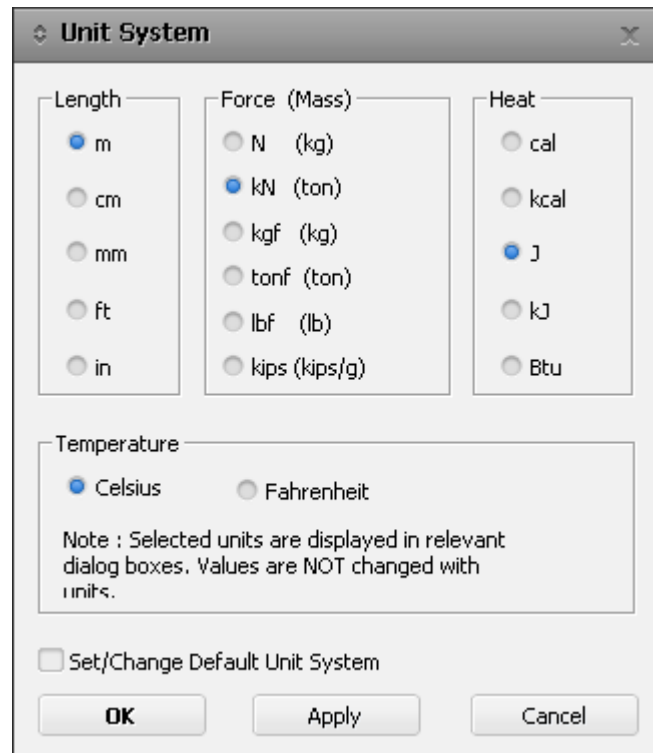 Unit System
Length
m
cm
mm
ft
in
Force (Mass)
N (kg)
kN (ton)
kgf (kg)
tonf (ton)
lbf (lb)
kips (kips/g)
Heat
cal
kcal
J
kJ
Btu
Temperature
Celsius
Fahrenheit
Note : Selected units are displayed in relevant
dialog boxes. Values are NOT changed with
units.
Set/Change Default Unit System
OK
Apply
Cancel